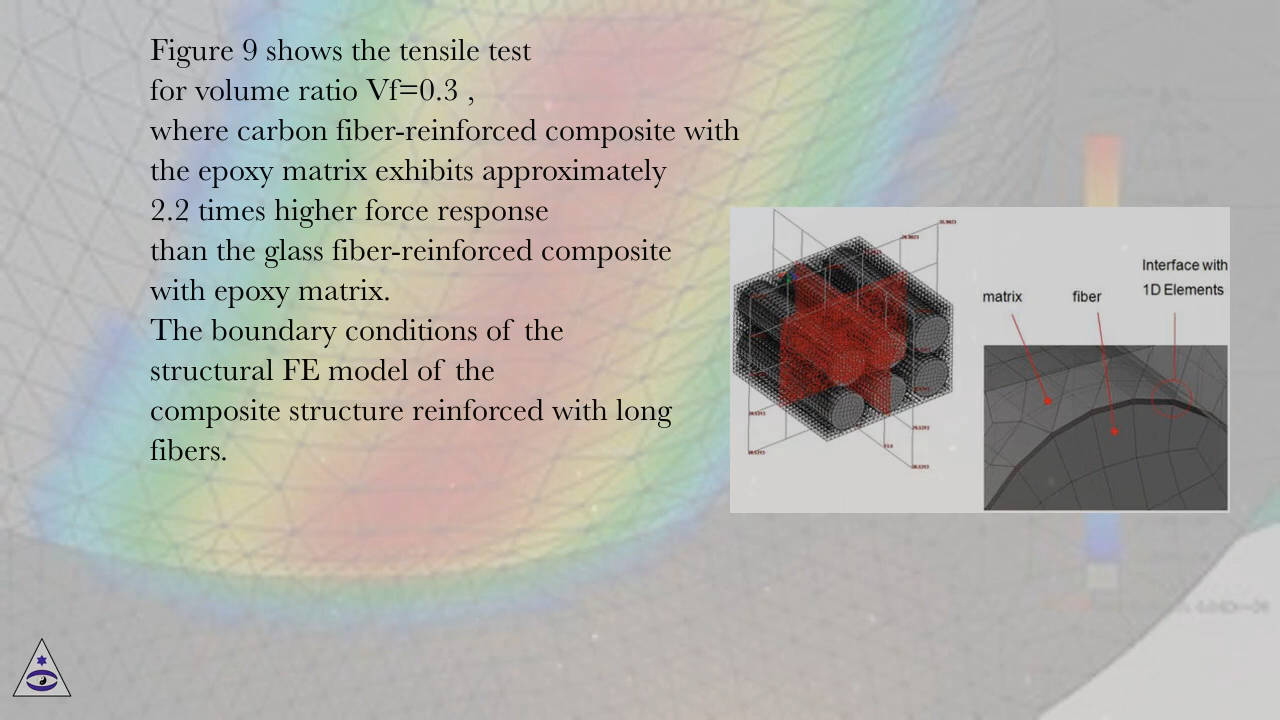 Figure 9 shows the tensile test
for volume ratio Vf=0.3 ,
where carbon fiber-reinforced composite with
the epoxy matrix exhibits approximately
2.2 times higher force response
than the glass fiber-reinforced composite
with epoxy matrix.
The boundary conditions of the
structural FE model of the
composite structure reinforced with long
fibers.
Interface with
1D Elements
matrix
fiber